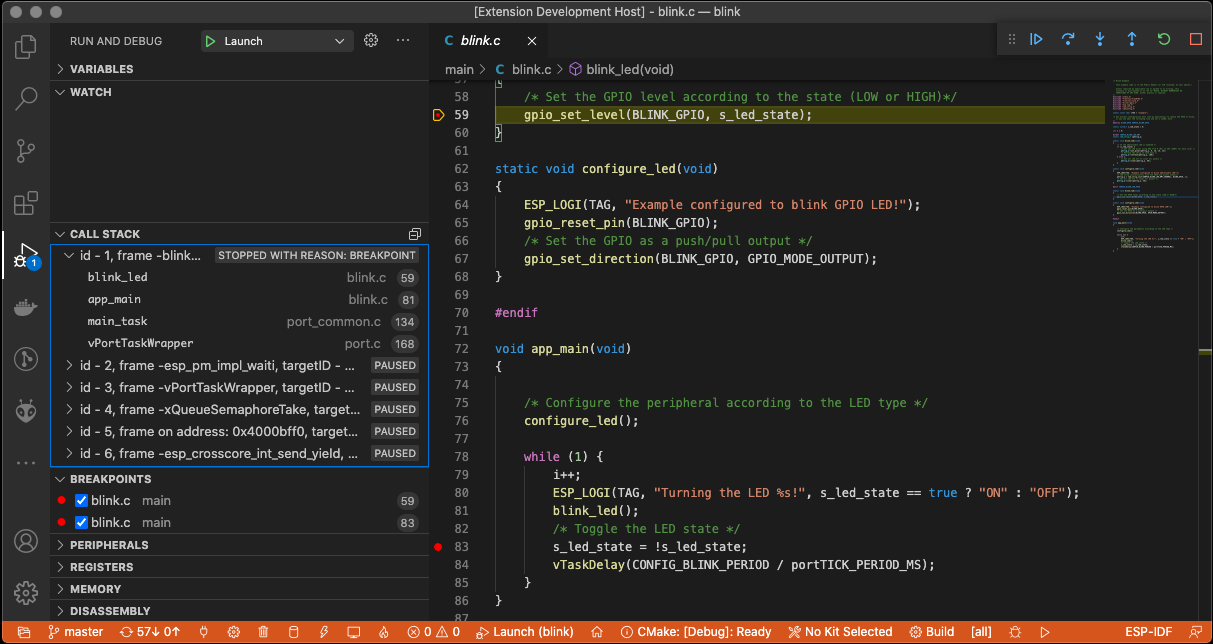 [Extension Development Host] - blink.c — blink
RUN AND DEBUG
Launch
VARIABLES
WATCH
CALL STACK
id - 1, frame -blink... STOPPED WITH REASON: BREAKPOINT
blink_led blink.c 59
app_main blink.c 81
main_task port_common.c 134
vPortTaskWrapper port.c 168
id - 2, frame -esp_pm_impl_waiti, targetID - ... PAUSED
id - 3, frame -vPortTaskWrapper, targetID - ... PAUSED
id - 4, frame -xQueueSemaphoreTake, target... PAUSED
id - 5, frame on address: 0x4000bff0, target... PAUSED
id - 6, frame -esp_crosscore_int_send_yield, ... PAUSED
BREAKPOINTS
blink.c main 59
blink.c main 83
PERIPHERALS
REGISTERS
MEMORY
DISASSEMBLY
1
C blink.c
main > C blink.c > blink_led(void)
57 {
58 /* Set the GPIO level according to the state (LOW or HIGH)*/
59 gpio_set_level(BLINK_GPIO, s_led_state);
60 }
61
62 static void configure_led(void)
63 {
64 ESP_LOGI(TAG, "Example configured to blink GPIO LED!");
65 gpio_reset_pin(BLINK_GPIO);
66 /* Set the GPIO as a push/pull output */
67 gpio_set_direction(BLINK_GPIO, GPIO_MODE_OUTPUT);
68 }
69
70 #endif
71
72 void app_main(void)
73 {
74
75 /* Configure the peripheral according to the LED type */
76 configure_led();
77
78 while (1) {
79 i++;
80 ESP_LOGI(TAG, "Turning the LED %s!", s_led_state == true ? "ON" : "OFF");
81 blink_led();
82 /* Toggle the LED state */
83 s_led_state = !s_led_state;
84 vTaskDelay(CONFIG_BLINK_PERIOD / portTICK_PERIOD_MS);
85 }
86 }
87
master 57↓ 0↑ 0 0 Launch (blink) CMake: [Debug]: Ready No Kit Selected Build [all] ESP-IDF